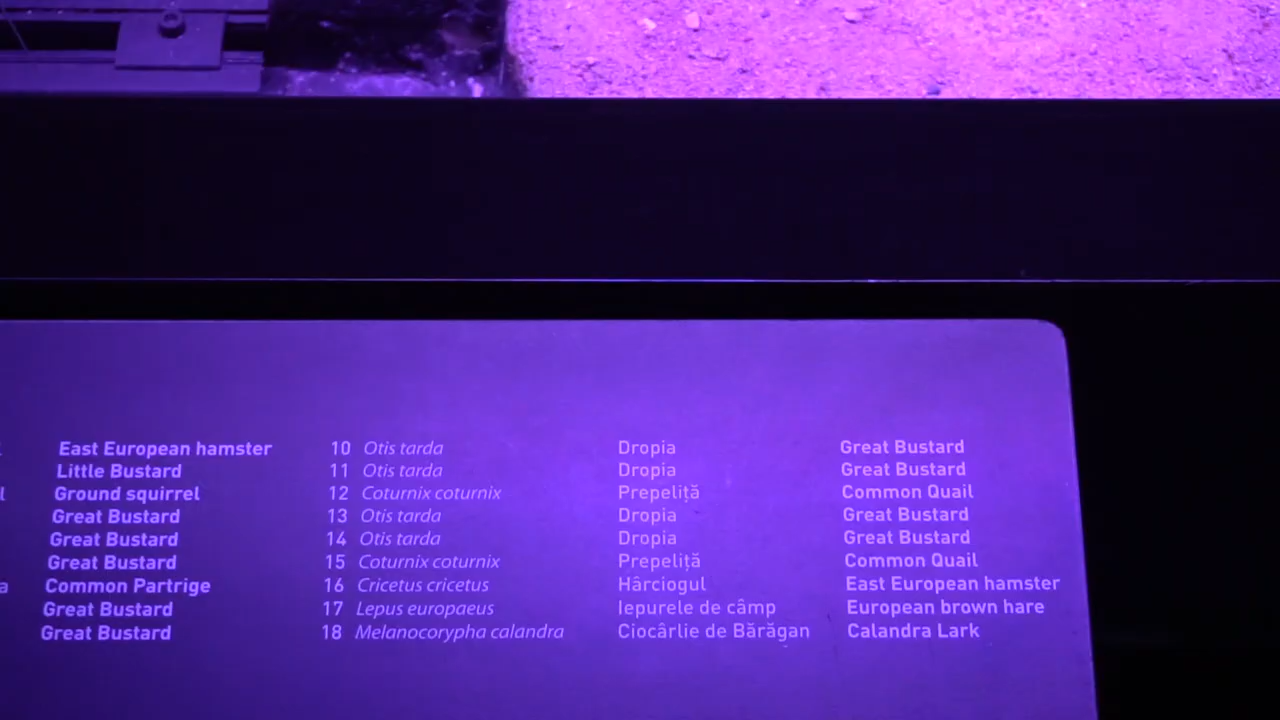 East European hamster 10 Otis tarda Dropia Great Bustard
Little Bustard 11 Otis tarda Dropia Great Bustard
Ground squirrel 12 Coturnix coturnix Prepeliță Common Quail
Great Bustard 13 Otis tarda Dropia Great Bustard
Great Bustard 14 Otis tarda Dropia Great Bustard
Great Bustard 15 Coturnix coturnix Prepeliță Common Quail
Common Partrige 16 Cricetus cricetus Hârciogul East European hamster
Great Bustard 17 Lepus europaeus Iepurele de câmp European brown hare
Great Bustard 18 Melanocorypha calandra Ciocârlie de Bărăgan Calandra Lark